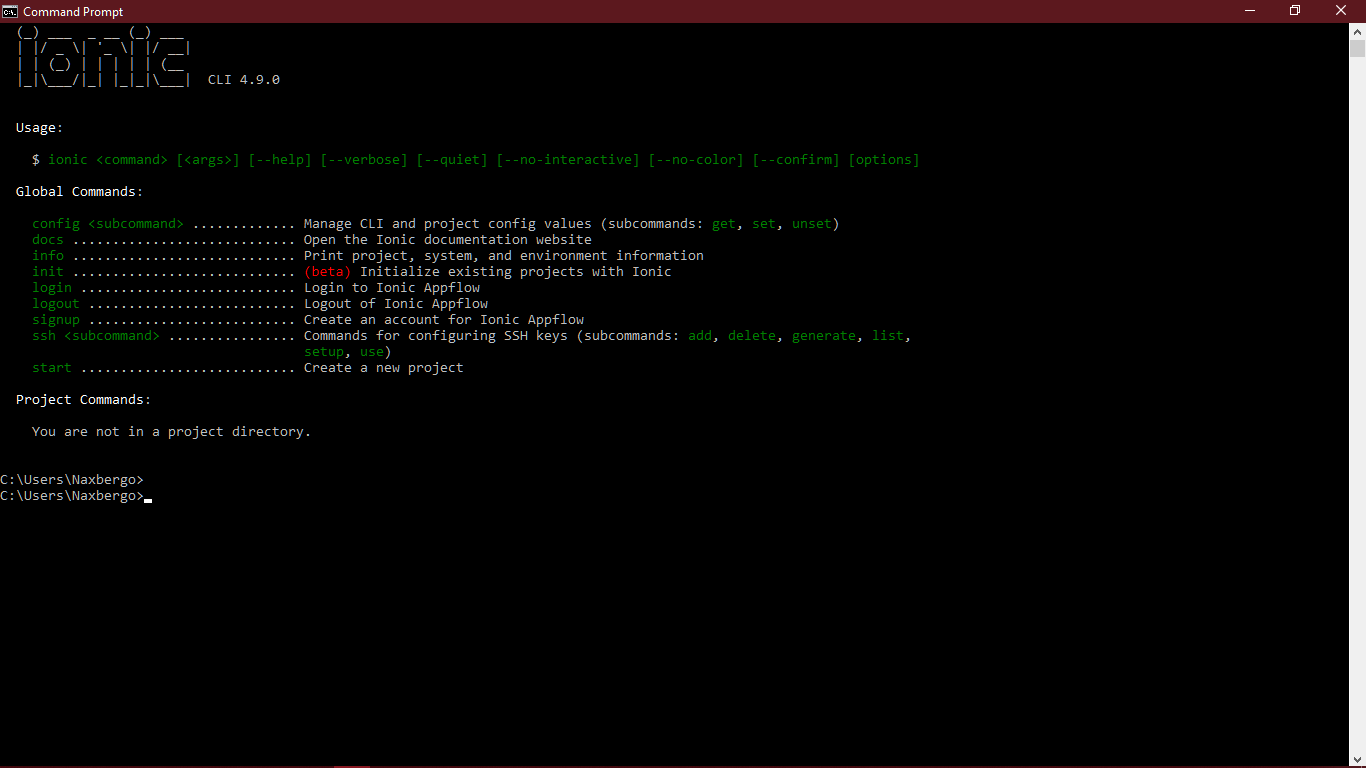 Command Prompt
ionic CLI 4.9.0
Usage:
$ ionic <command> [<args>] [--help] [--verbose] [--quiet] [--no-interactive] [--no-color] [--confirm] [options]
Global Commands:
config <subcommand> ............. Manage CLI and project config values (subcommands: get, set, unset)
docs ............................ Open the Ionic documentation website
info ............................ Print project, system, and environment information
init ............................ (beta) Initialize existing projects with Ionic
login ........................... Login to Ionic Appflow
logout .......................... Logout of Ionic Appflow
signup .......................... Create an account for Ionic Appflow
ssh <subcommand> ................ Commands for configuring SSH keys (subcommands: add, delete, generate, list,
setup, use)
start ........................... Create a new project
Project Commands:
You are not in a project directory.
C:\Users\Naxbergo>
C:\Users\Naxbergo>